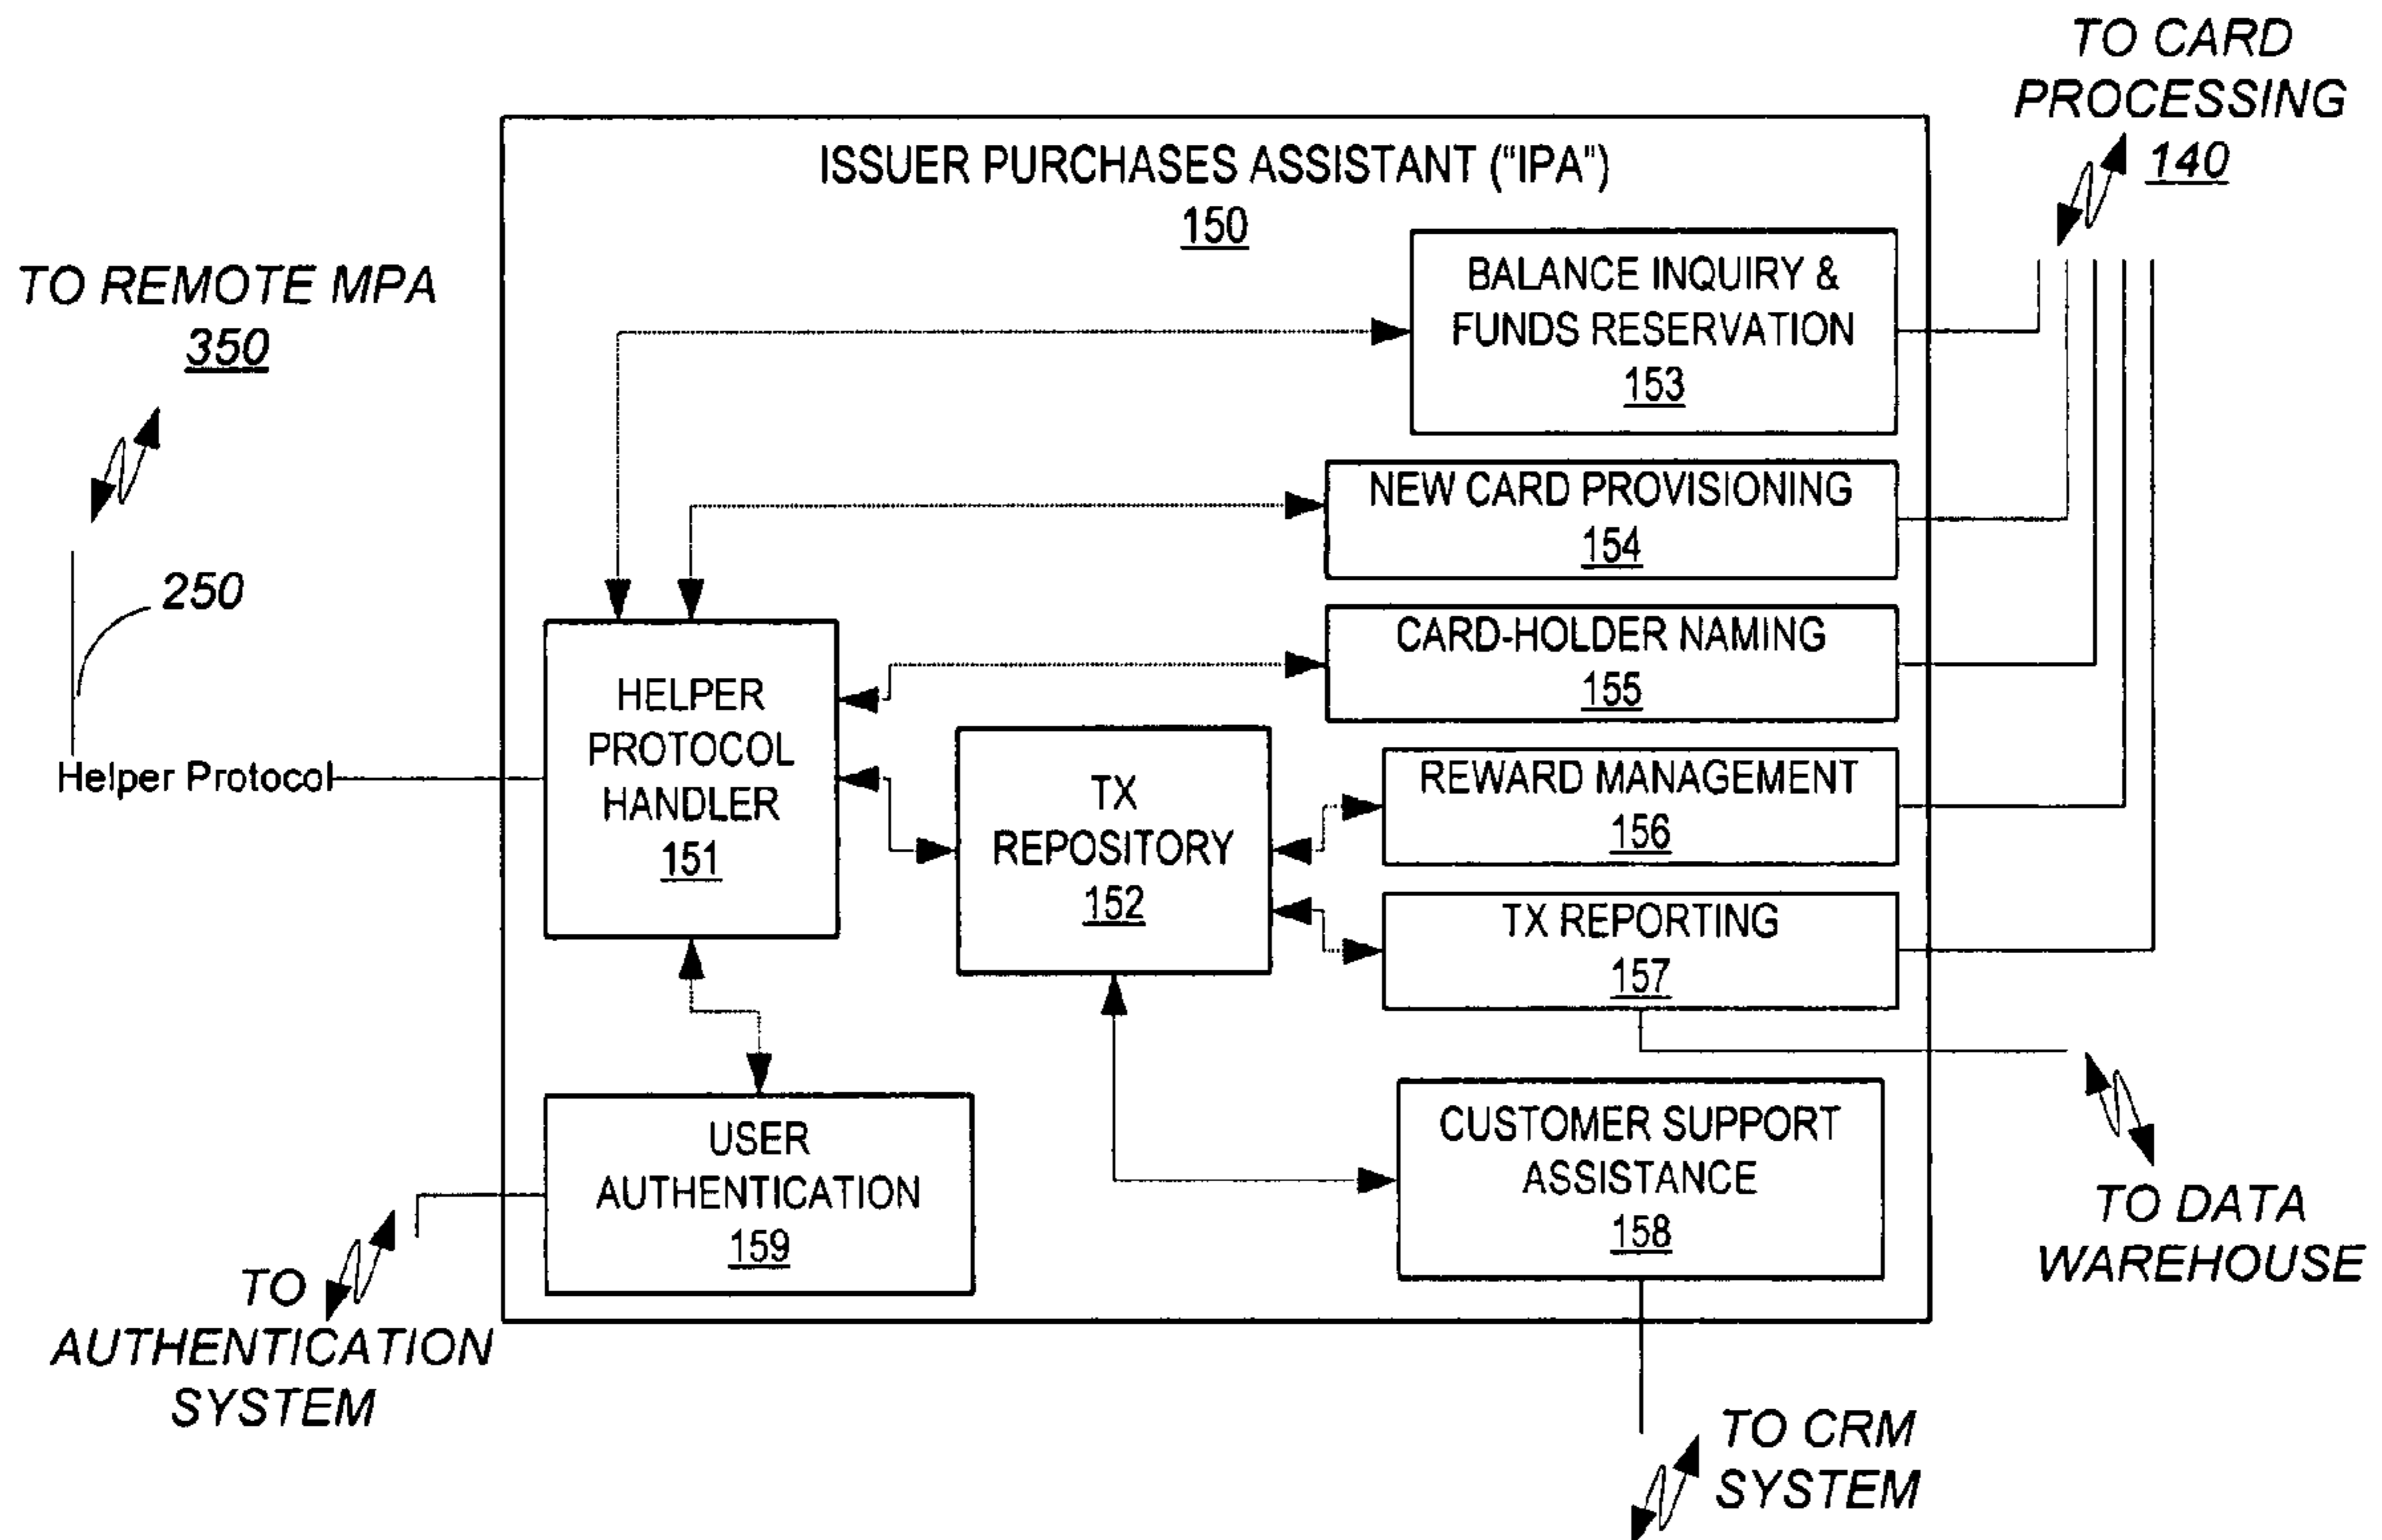 TO CARD
PROCESSING
140
ISSUER PURCHASES ASSISTANT ("IPA")
150
TO REMOTE MPA
350
BALANCE INQUIRY &
FUNDS RESERVATION
153
NEW CARD PROVISIONING
154
250
CARD-HOLDER NAMING
155
HELPER
PROTOCOL
HANDLER
151
Helper Protocol
TX
REPOSITORY
152
REWARD MANAGEMENT
156
TX REPORTING
157
USER
AUTHENTICATION
159
CUSTOMER SUPPORT
ASSISTANCE
158
TO DATA
WAREHOUSE
TO
AUTHENTICATION
SYSTEM
TO CRM
SYSTEM